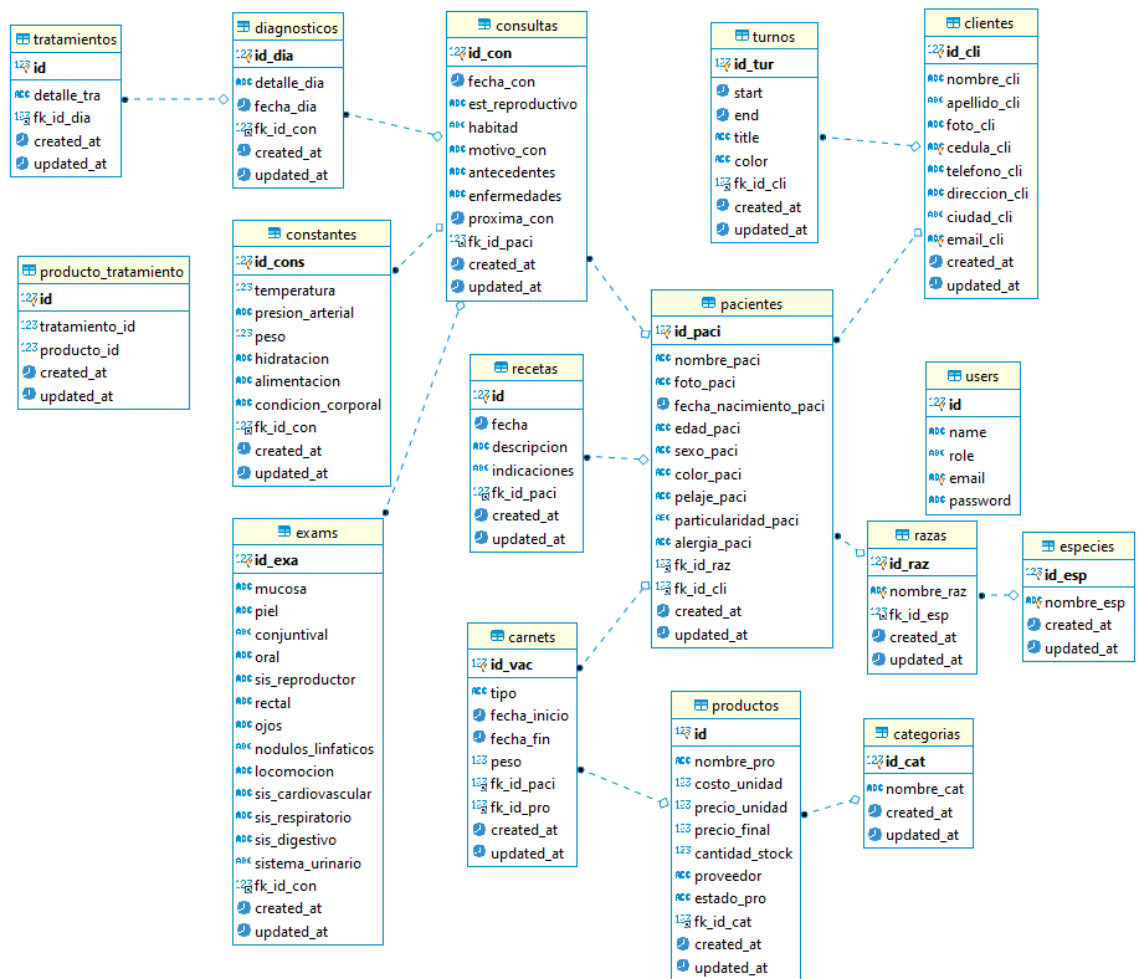 tratamientos
id
detalle_tra
fk_id_dia
created_at
updated_at
diagnosticos
id_dia
detalle_dia
fecha_dia
fk_id_con
created_at
updated_at
consultas
id_con
fecha_con
est_reproductivo
habitad
motivo_con
antecedentes
enfermedades
proxima_con
fk_id_paci
created_at
updated_at
turnos
id_tur
start
end
title
color
fk_id_cli
created_at
updated_at
clientes
id_cli
nombre_cli
apellido_cli
foto_cli
cedula_cli
telefono_cli
direccion_cli
ciudad_cli
email_cli
created_at
updated_at
producto_tratamiento
id
tratamiento_id
producto_id
created_at
updated_at
constantes
id_cons
temperatura
presion_arterial
peso
hidratacion
alimentacion
condicion_corporal
fk_id_con
created_at
updated_at
recetas
id
fecha
descripcion
indicaciones
fk_id_paci
created_at
updated_at
pacientes
id_paci
nombre_paci
foto_paci
fecha_nacimiento_paci
edad_paci
sexo_paci
color_paci
pelaje_paci
particularidad_paci
alergia_paci
fk_id_raz
fk_id_cli
created_at
updated_at
users
id
name
role
email
password
exams
id_exa
mucosa
piel
conjuntival
oral
sis_reproductor
rectal
ojos
nodulos_linfaticos
locomocion
sis_cardiovascular
sis_respiratorio
sis_digestivo
sistema_urinario
fk_id_con
created_at
updated_at
carnets
id_vac
tipo
fecha_inicio
fecha_fin
peso
fk_id_paci
fk_id_pro
created_at
updated_at
productos
id
nombre_pro
costo_unidad
precio_unidad
precio_final
cantidad_stock
proveedor
estado_pro
fk_id_cat
created_at
updated_at
razas
id_raz
nombre_raz
fk_id_esp
created_at
updated_at
especies
id_esp
nombre_esp
created_at
updated_at
categorias
id_cat
nombre_cat
created_at
updated_at